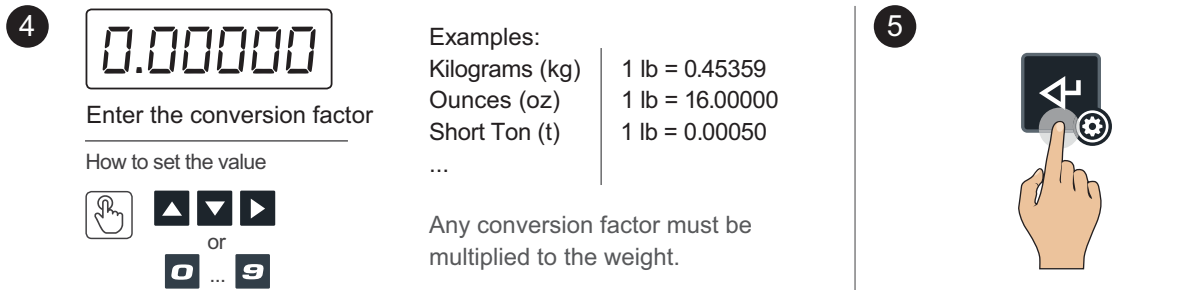 4
0.00000
Enter the conversion factor
How to set the value
or
0 ... 9
Examples:
Kilograms (kg) 1 lb = 0.45359
Ounces (oz) 1 lb = 16.00000
Short Ton (t) 1 lb = 0.00050
...
Any conversion factor must be
multiplied to the weight.
5